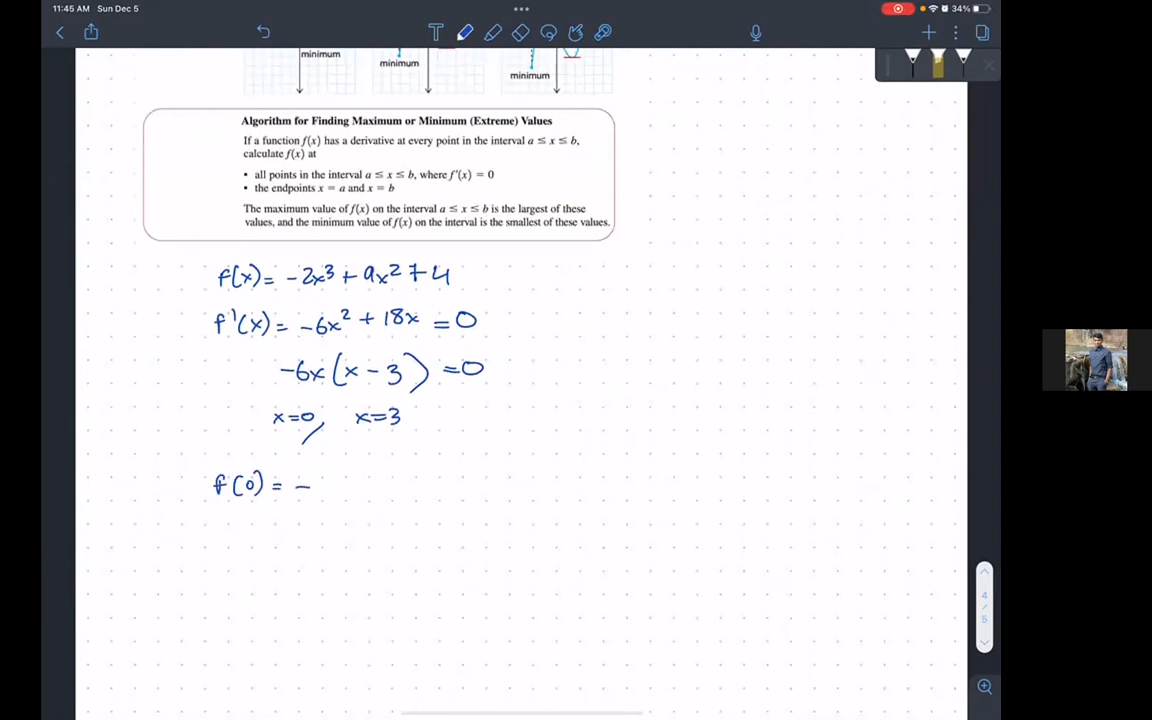 11:45 AM Sun Dec 5
34%
minimum
minimum
minimum
Algorithm for Finding Maximum or Minimum (Extreme) Values
If a function f(x) has a derivative at every point in the interval a ≤ x ≤ b,
calculate f(x) at
• all points in the interval a ≤ x ≤ b, where f'(x) = 0
• the endpoints x = a and x = b
The maximum value of f(x) on the interval a ≤ x ≤ b is the largest of these
values, and the minimum value of f(x) on the interval is the smallest of these values.
f(x) = -2x³ + 9x² + 4
f'(x) = -6x² + 18x = 0
-6x(x - 3) = 0
x=0, x=3
f(0) = -
4
/
5